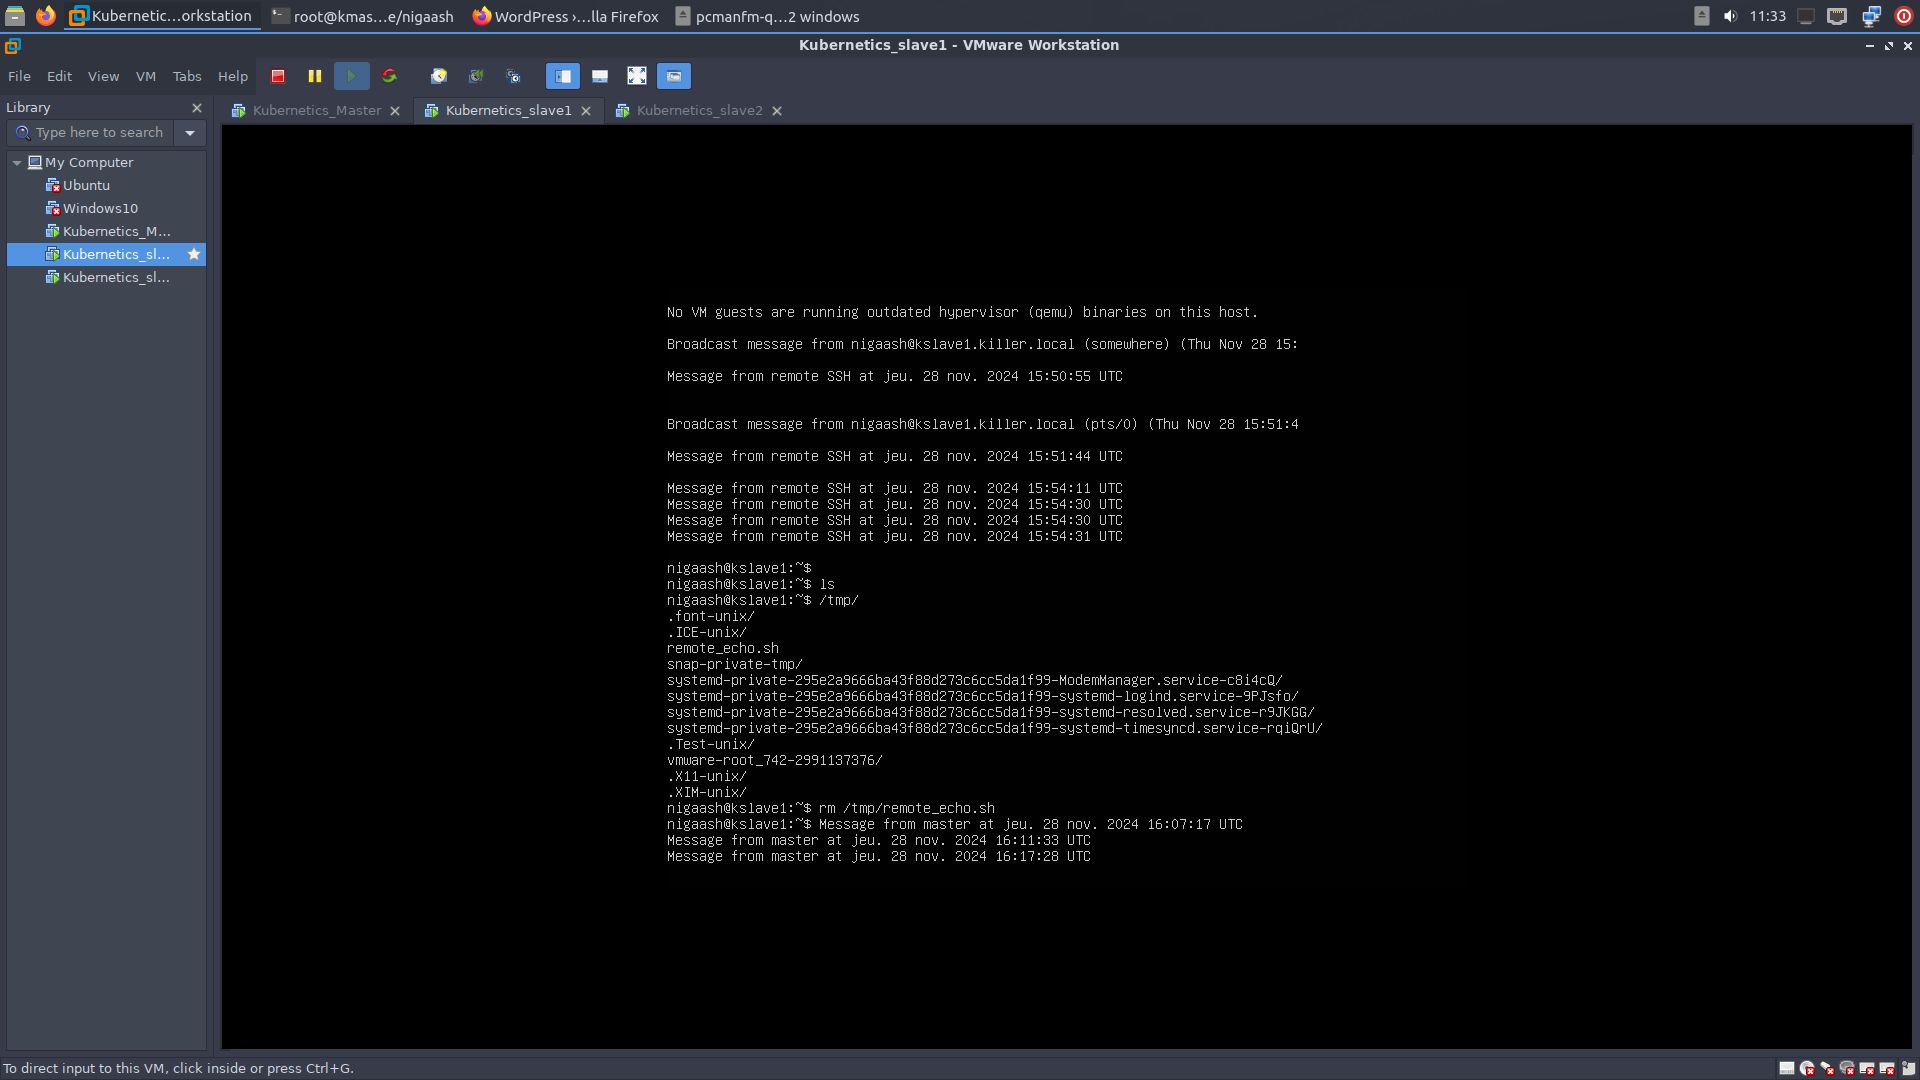 Kubernetic...orkstation
root@kmas...e/nigaash
WordPress ›...lla Firefox
pcmanfm-q...2 windows
11:33
Kubernetics_slave1 - VMware Workstation
File Edit View VM Tabs Help
Library
Kubernetics_Master
Kubernetics_slave1
Kubernetics_slave2
Type here to search
My Computer
Ubuntu
Windows10
Kubernetics_M...
Kubernetics_sl...
Kubernetics_sl...
No VM guests are running outdated hypervisor (qemu) binaries on this host.
Broadcast message from nigaash@kslave1.killer.local (somewhere) (Thu Nov 28 15:
Message from remote SSH at jeu. 28 nov. 2024 15:50:55 UTC
Broadcast message from nigaash@kslave1.killer.local (pts/0) (Thu Nov 28 15:51:4
Message from remote SSH at jeu. 28 nov. 2024 15:51:44 UTC
Message from remote SSH at jeu. 28 nov. 2024 15:54:11 UTC
Message from remote SSH at jeu. 28 nov. 2024 15:54:30 UTC
Message from remote SSH at jeu. 28 nov. 2024 15:54:30 UTC
Message from remote SSH at jeu. 28 nov. 2024 15:54:31 UTC
nigaash@kslave1:~$
nigaash@kslave1:~$ ls
nigaash@kslave1:~$ /tmp/
.font-unix/
.ICE-unix/
remote_echo.sh
snap-private-tmp/
systemd-private-295e2a9666ba43f88d273c6cc5da1f99-ModemManager.service-c8i4cQ/
systemd-private-295e2a9666ba43f88d273c6cc5da1f99-systemd-logind.service-9PJsfo/
systemd-private-295e2a9666ba43f88d273c6cc5da1f99-systemd-resolved.service-r9JKGG/
systemd-private-295e2a9666ba43f88d273c6cc5da1f99-systemd-timesyncd.service-rqiQrU/
.Test-unix/
vmware-root_742-2991137376/
.X11-unix/
.XIM-unix/
nigaash@kslave1:~$ rm /tmp/remote_echo.sh
nigaash@kslave1:~$ Message from master at jeu. 28 nov. 2024 16:07:17 UTC
Message from master at jeu. 28 nov. 2024 16:11:33 UTC
Message from master at jeu. 28 nov. 2024 16:17:28 UTC
To direct input to this VM, click inside or press Ctrl+G.